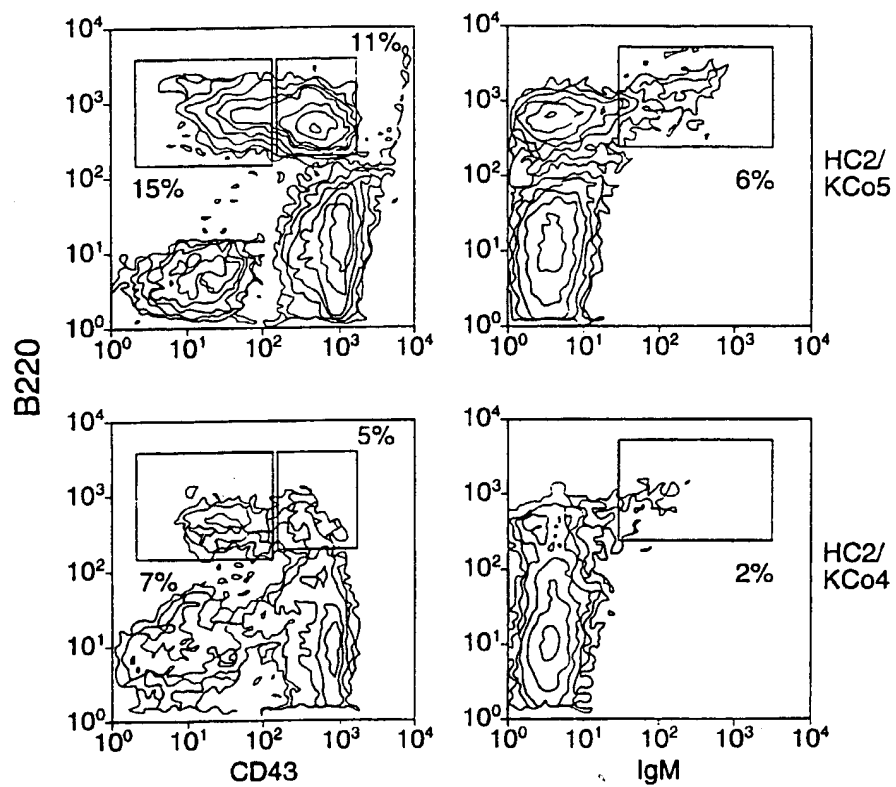 10⁴ 11% 10⁴
10³ 10³
10² 10² HC2/
15% 6% KCo5
10¹ 10¹
10⁰ 10⁰
10⁰ 10¹ 10² 10³ 10⁴ 10⁰ 10¹ 10² 10³ 10⁴
B220
10⁴ 5% 10⁴
10³ 10³
10² 10² HC2/
7% 2% KCo4
10¹ 10¹
10⁰ 10⁰
10⁰ 10¹ 10² 10³ 10⁴ 10⁰ 10¹ 10² 10³ 10⁴
CD43 IgM